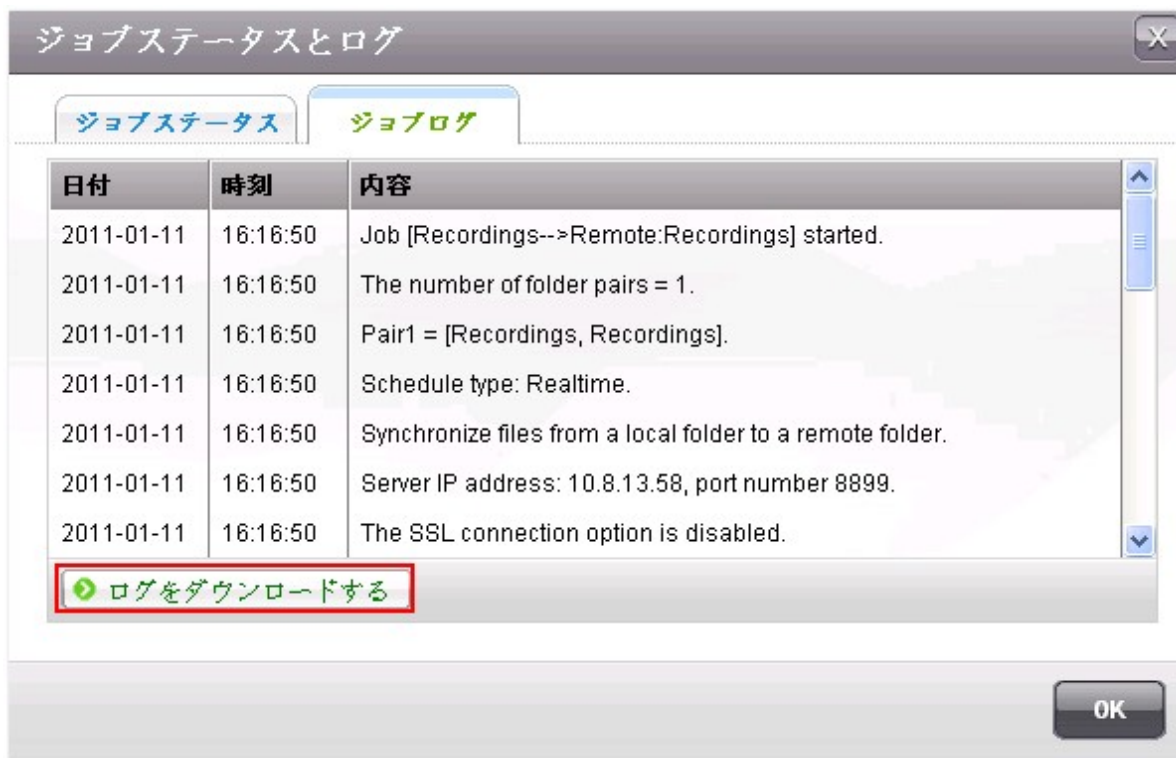 ジョブステータスとログ
X
ジョブステータス ジョブログ
日付 時刻 内容
2011-01-11 16:16:50 Job [Recordings-->Remote:Recordings] started.
2011-01-11 16:16:50 The number of folder pairs = 1.
2011-01-11 16:16:50 Pair1 = [Recordings, Recordings].
2011-01-11 16:16:50 Schedule type: Realtime.
2011-01-11 16:16:50 Synchronize files from a local folder to a remote folder.
2011-01-11 16:16:50 Server IP address: 10.8.13.58, port number 8899.
2011-01-11 16:16:50 The SSL connection option is disabled.
ログをダウンロードする
OK